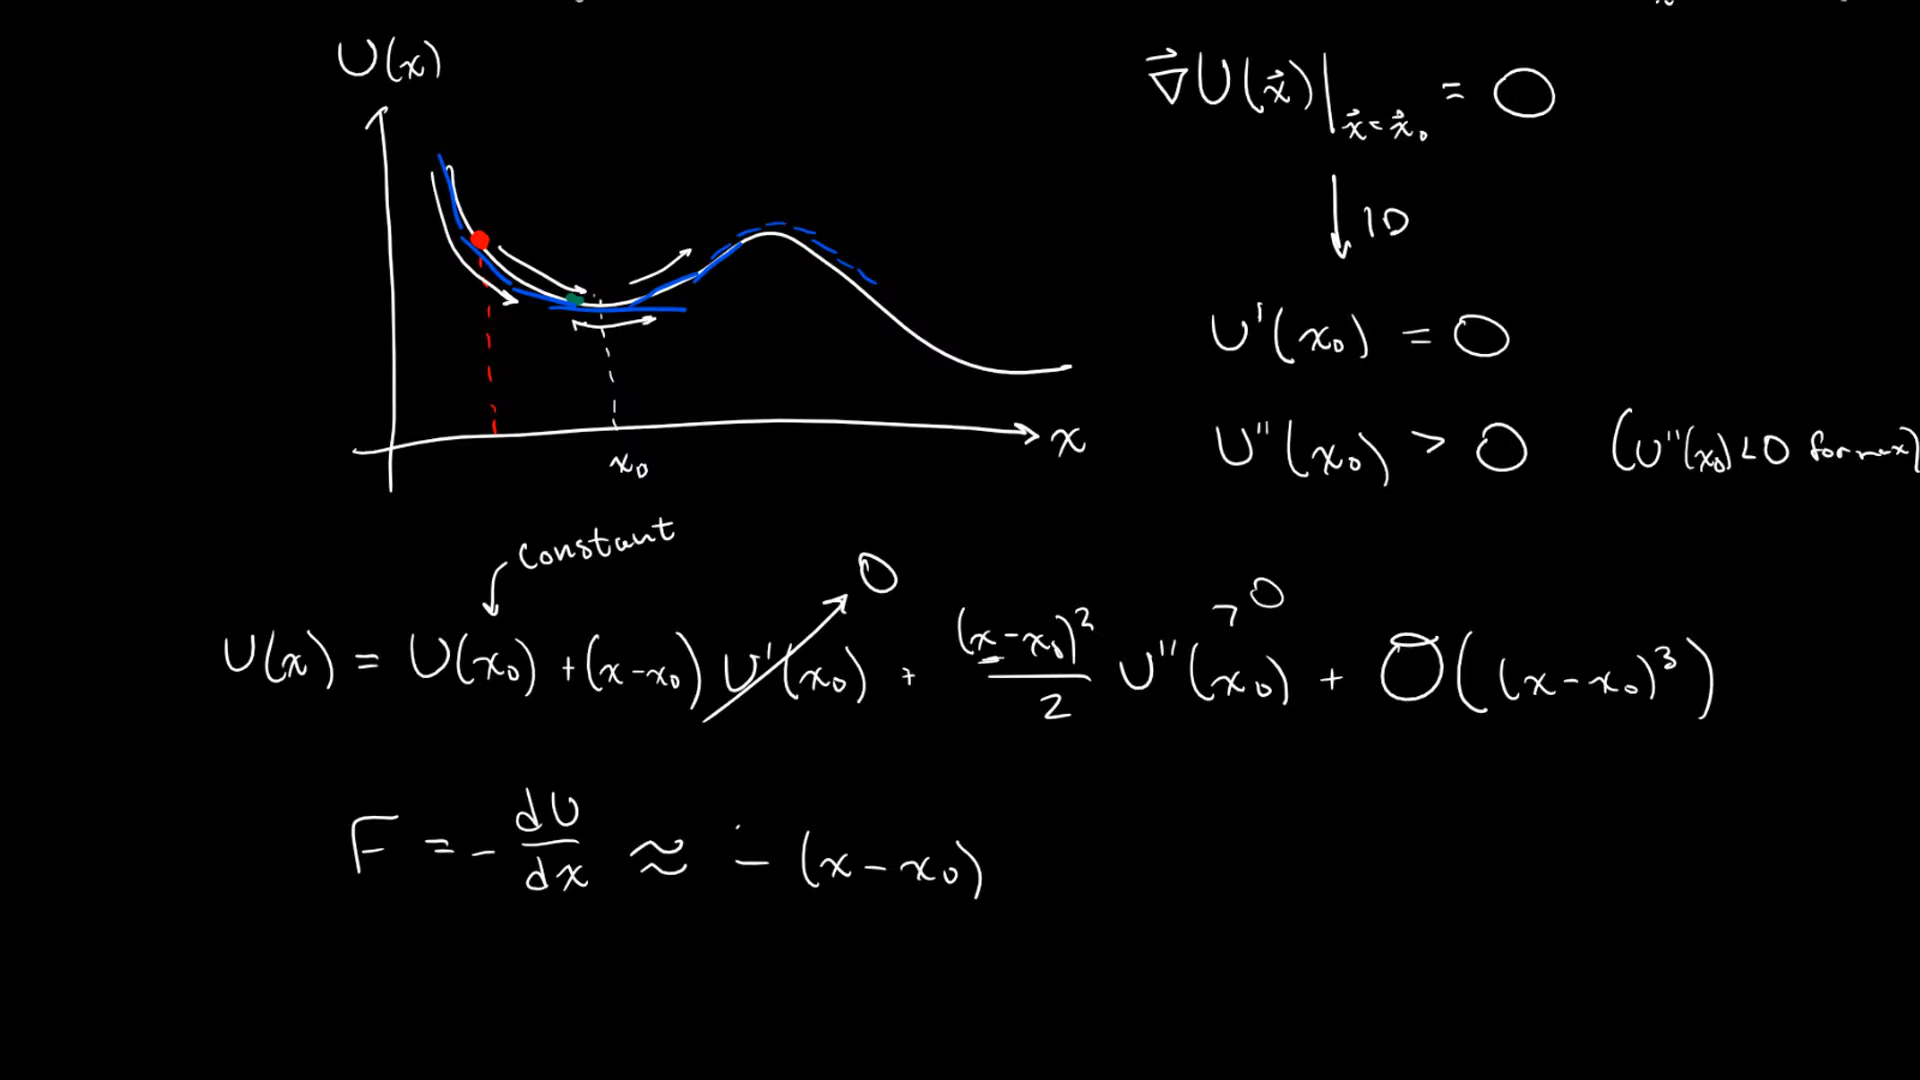 U(x)
∇⃗U(x⃗)|ₓ⃗₌ₓ⃗₀ = 0
↓ 1D
U'(x₀) = 0
U''(x₀) > 0 (U''(x₀) < 0 for max)
x
x₀
constant
0
>0
U(x) = U(x₀) + (x-x₀) U'(x₀) + (x-x₀)²/2 U''(x₀) + O((x-x₀)³)
F = - dU/dx ≈ - (x-x₀)